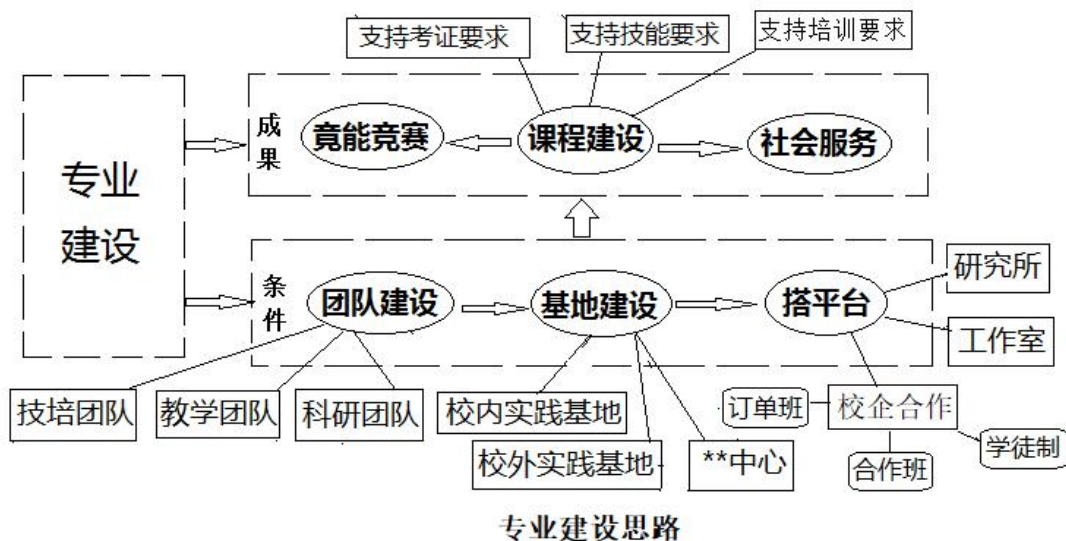 支持考证要求
支持技能要求
支持培训要求
专业
建设
成果
竟能竞赛
课程建设
社会服务
条件
团队建设
基地建设
搭平台
研究所
工作室
技培团队
教学团队
科研团队
校内实践基地
校外实践基地
**中心
订单班
校企合作
合作班
学徒制
专业建设思路